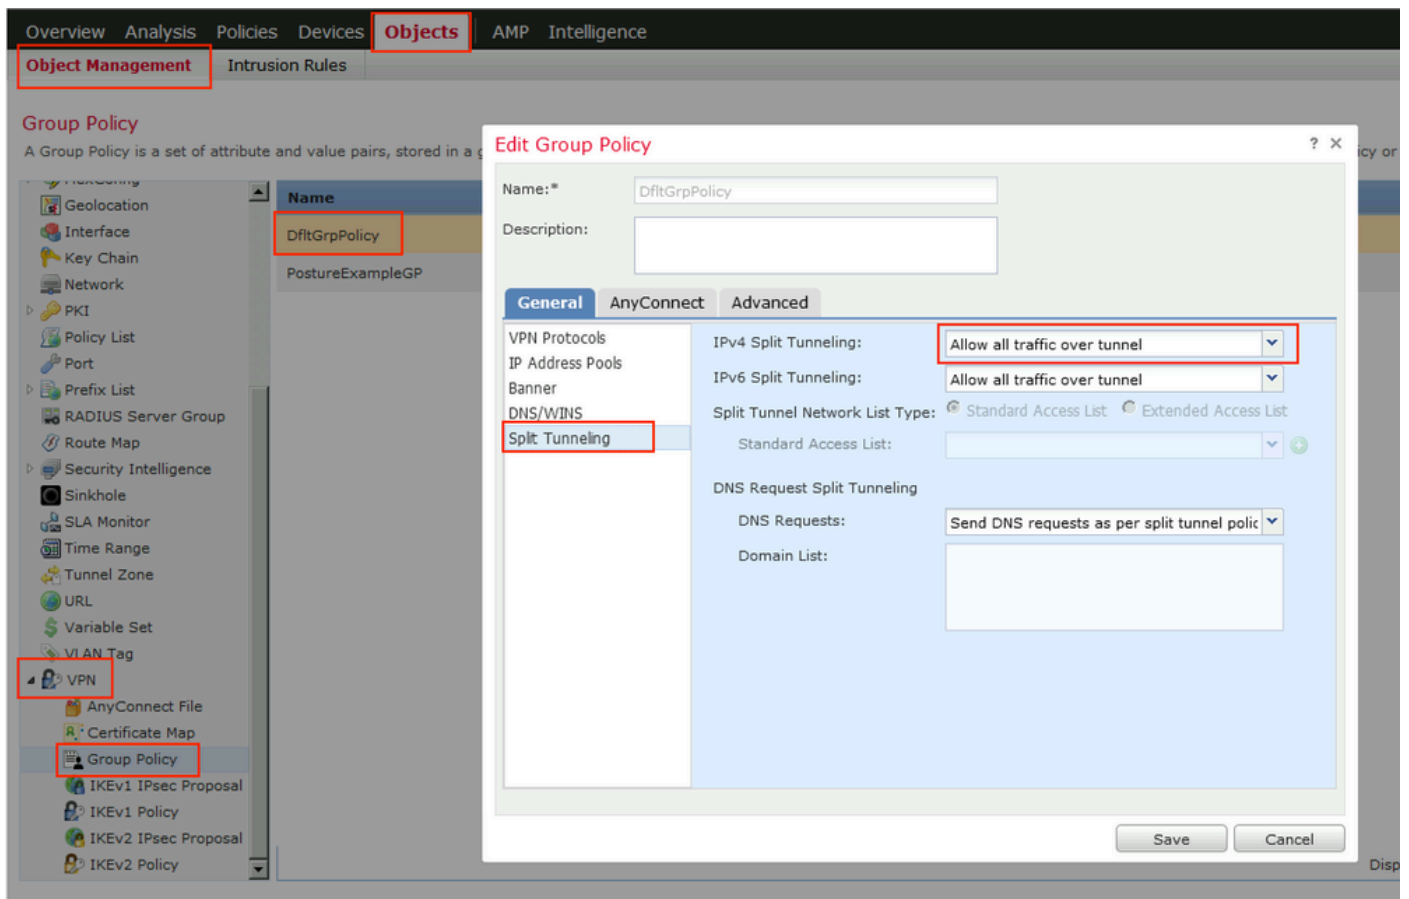 Overview Analysis Policies Devices Objects AMP Intelligence
Object Management Intrusion Rules
Group Policy
A Group Policy is a set of attribute and value pairs, stored in a g
icy or
Geolocation
Interface
Key Chain
Network
PKI
Policy List
Port
Prefix List
RADIUS Server Group
Route Map
Security Intelligence
Sinkhole
SLA Monitor
Time Range
Tunnel Zone
URL
Variable Set
VLAN Tag
VPN
AnyConnect File
Certificate Map
Group Policy
IKEv1 IPsec Proposal
IKEv1 Policy
IKEv2 IPsec Proposal
IKEv2 Policy
Name
DfltGrpPolicy
PostureExampleGP
Edit Group Policy ? ×
Name:* DfltGrpPolicy
Description:
General AnyConnect Advanced
VPN Protocols
IP Address Pools
Banner
DNS/WINS
Split Tunneling
IPv4 Split Tunneling: Allow all traffic over tunnel
IPv6 Split Tunneling: Allow all traffic over tunnel
Split Tunnel Network List Type: Standard Access List Extended Access List
Standard Access List:
DNS Request Split Tunneling
DNS Requests: Send DNS requests as per split tunnel polic
Domain List:
Save Cancel
Disp